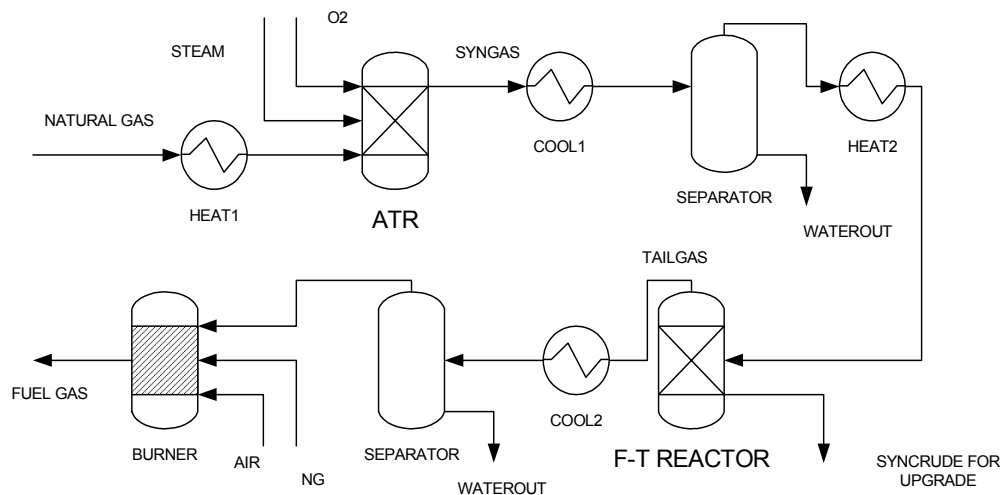 O2
STEAM
SYNGAS
NATURAL GAS
COOL1
HEAT2
SEPARATOR
HEAT1
ATR
WATEROUT
TAILGAS
FUEL GAS
COOL2
BURNER
AIR
SEPARATOR
F-T REACTOR
NG
WATEROUT
SYNCRUDE FOR
UPGRADE